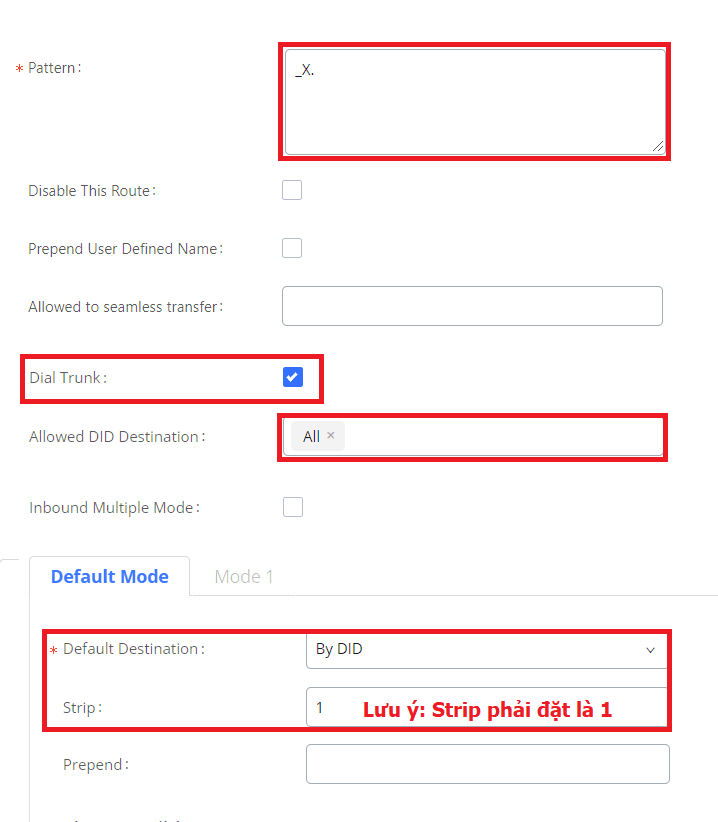 * Pattern :
_X.
Disable This Route :
Prepend User Defined Name :
Allowed to seamless transfer :
Dial Trunk :
Allowed DID Destination :
All ×
Inbound Multiple Mode :
Default Mode
Mode 1
* Default Destination :
By DID
Strip :
1
Lưu ý: Strip phải đặt là 1
Prepend :